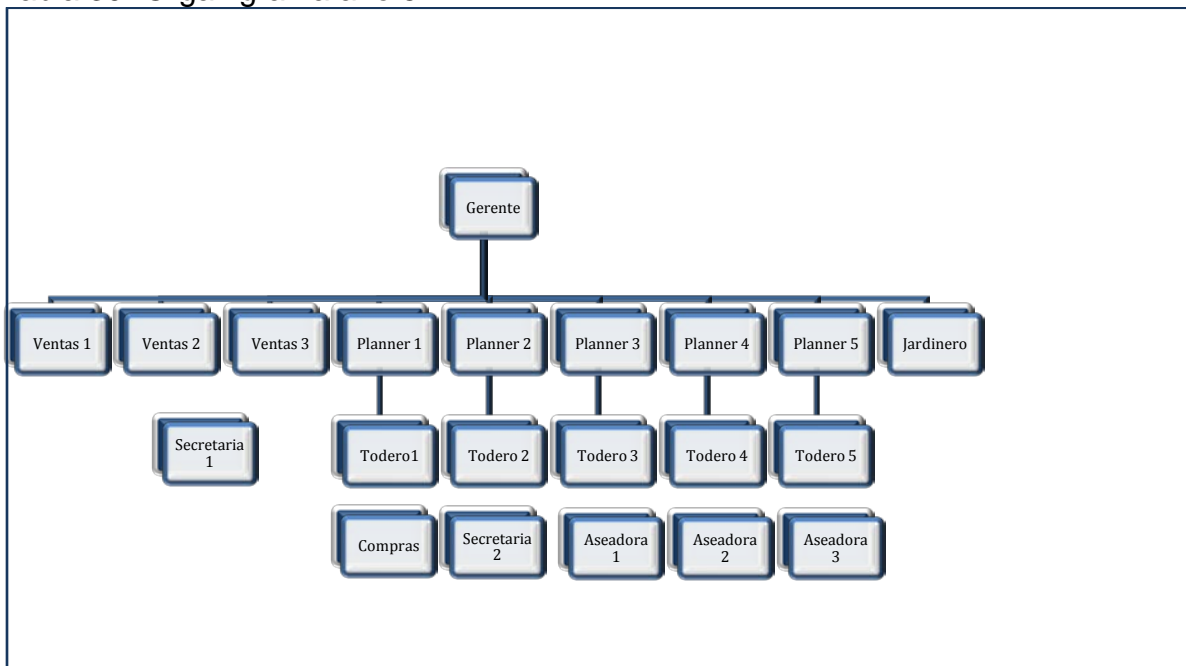 Gerente
Ventas 1
Ventas 2
Ventas 3
Planner 1
Planner 2
Planner 3
Planner 4
Planner 5
Jardinero
Secretaria
1
Todero1
Todero 2
Todero 3
Todero 4
Todero 5
Compras
Secretaria
2
Aseadora
1
Aseadora
2
Aseadora
3